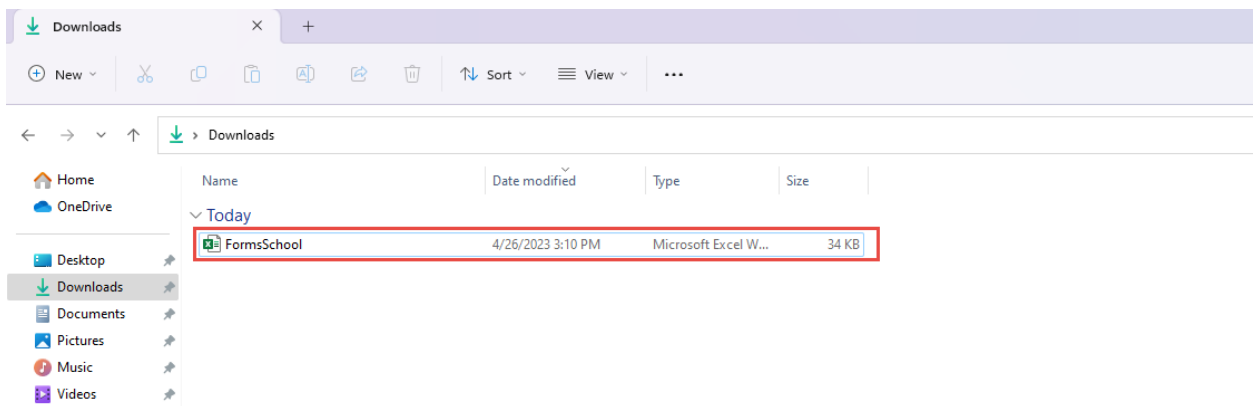 Downloads
New
Sort
View
Downloads
Home
OneDrive
Desktop
Downloads
Documents
Pictures
Music
Videos
Name Date modified Type Size
Today
FormsSchool 4/26/2023 3:10 PM Microsoft Excel W... 34 KB